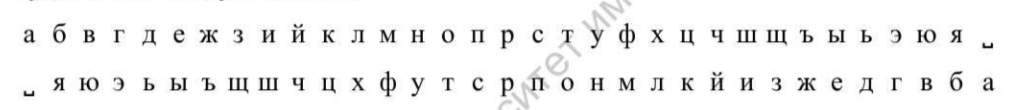 а б в г д е ж з и й к л м н о п р с т у ф х ц ч ш щ ъ ы ь э ю я ␣
␣ я ю э ь ы ъ щ ш ч ц х ф у т с р п о н м л к й и з ж е д г в б а